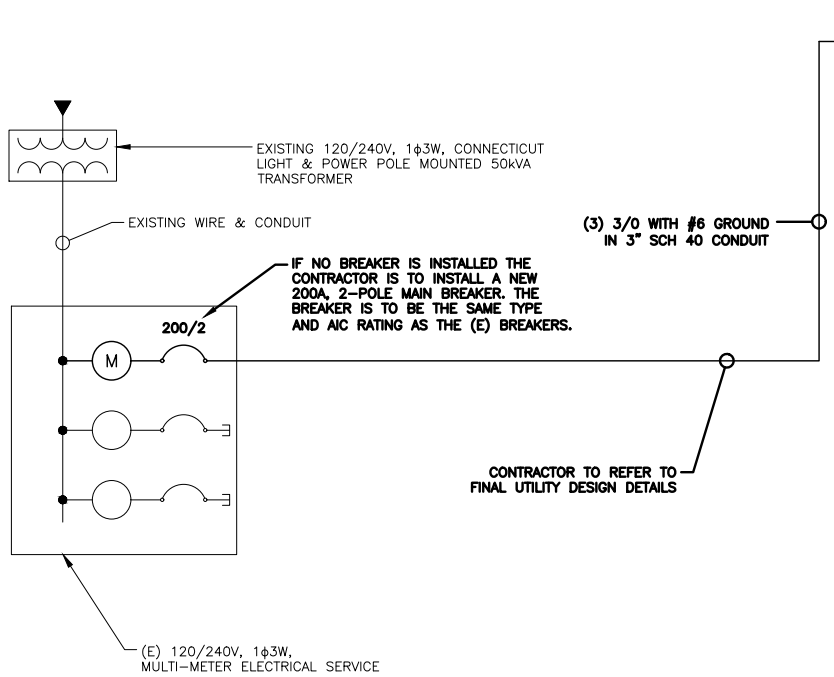 EXISTING 120/240V, 1ϕ3W, CONNECTICUT
LIGHT & POWER POLE MOUNTED 50kVA
TRANSFORMER
EXISTING WIRE & CONDUIT
(3) 3/0 WITH #6 GROUND
IN 3" SCH 40 CONDUIT
IF NO BREAKER IS INSTALLED THE
CONTRACTOR IS TO INSTALL A NEW
200A, 2-POLE MAIN BREAKER. THE
BREAKER IS TO BE THE SAME TYPE
AND AIC RATING AS THE (E) BREAKERS.
200/2
M
CONTRACTOR TO REFER TO
FINAL UTILITY DESIGN DETAILS
(E) 120/240V, 1ϕ3W,
MULTI-METER ELECTRICAL SERVICE